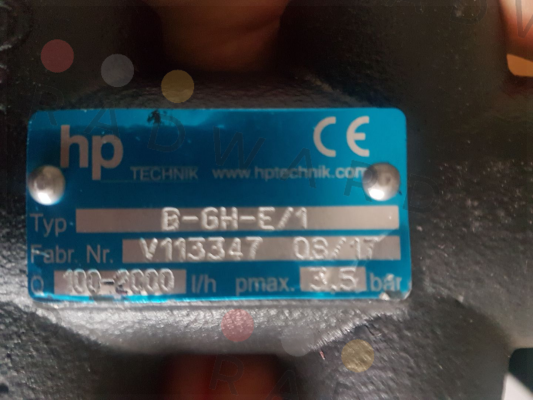 hp CE
TECHNIK www.hptechnik.com
Typ B-GH-E/1
Fabr. Nr. V113347 08/17
Q 100-2000 l/h pmax. 3.5 bar